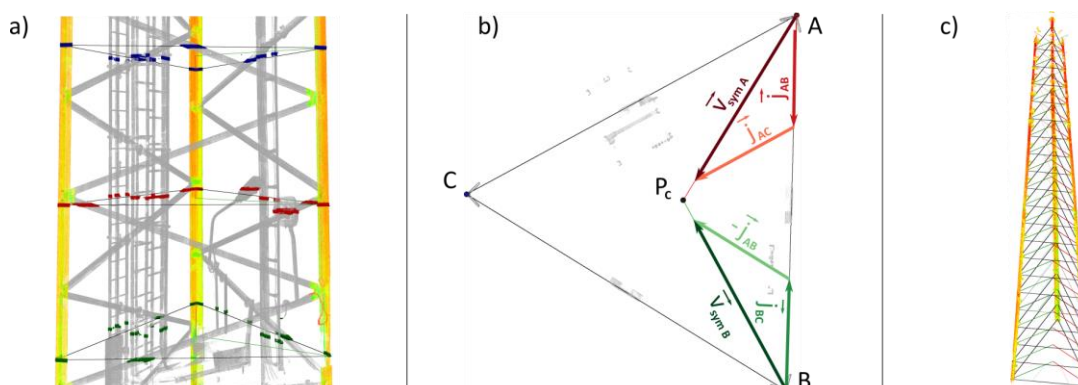 a)
b)
c)
A
V sym A
j AB
j AC
C
P c
-j AB
j BC
V sym B
B